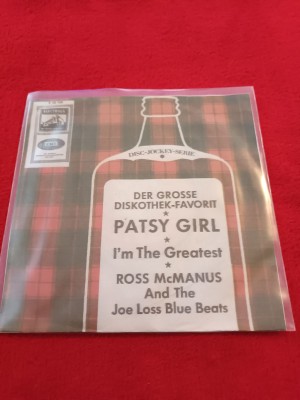 DISC-JOCKEY-SERIE
DER GROSSE
DISKOTHEK-FAVORIT
PATSY GIRL
I'm The Greatest
ROSS McMANUS
And The
Joe Loss Blue Beats